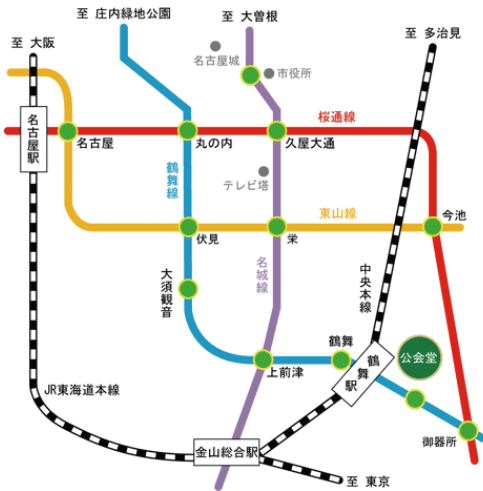 至 庄内緑地公園
至 大曽根
至 大阪
至 多治見
名古屋城
市役所
名古屋駅
名古屋
丸の内
久屋大通
桜通線
鶴舞線
テレビ塔
東山線
今池
伏見
栄
名城線
大須観音
中央本線
鶴舞
公会堂
上前津
鶴舞駅
JR東海道本線
御器所
金山総合駅
至 東京